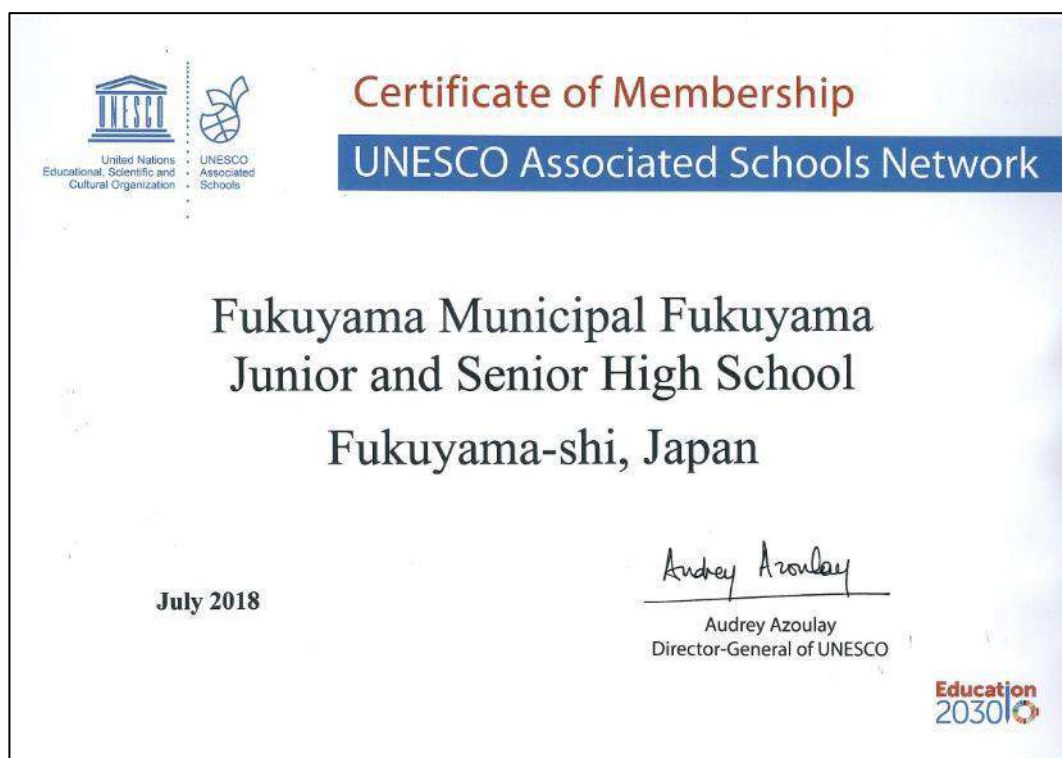 UNESCO
United Nations
Educational, Scientific and
Cultural Organization
UNESCO
Associated
Schools
Certificate of Membership
UNESCO Associated Schools Network
Fukuyama Municipal Fukuyama
Junior and Senior High School
Fukuyama-shi, Japan
July 2018
Audrey Azoulay
Audrey Azoulay
Director-General of UNESCO
Education
2030